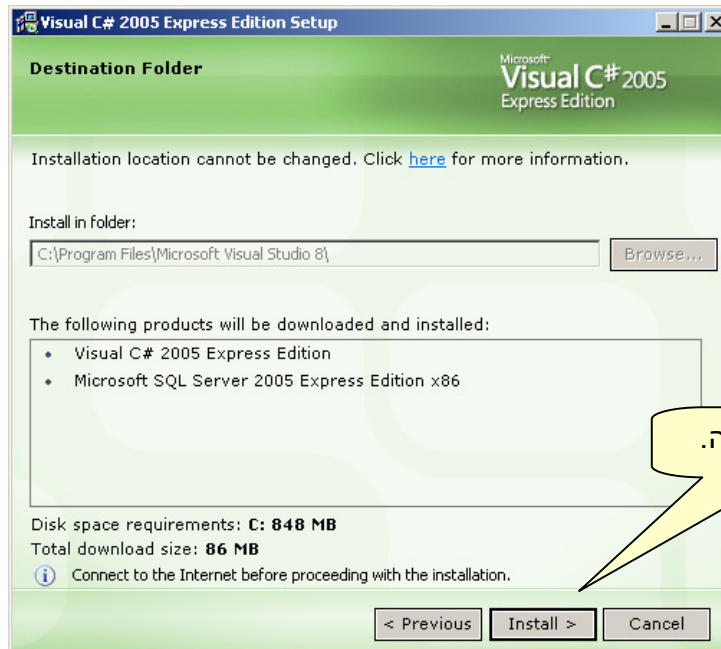 Visual C# 2005 Express Edition Setup
Destination Folder
Microsoft
Visual C# 2005
Express Edition
Installation location cannot be changed. Click here for more information.
Install in folder:
C:\Program Files\Microsoft Visual Studio 8\
Browse...
The following products will be downloaded and installed:
• Visual C# 2005 Express Edition
• Microsoft SQL Server 2005 Express Edition x86
Disk space requirements: C: 848 MB
Total download size: 86 MB
Connect to the Internet before proceeding with the installation.
< Previous
Install >
Cancel